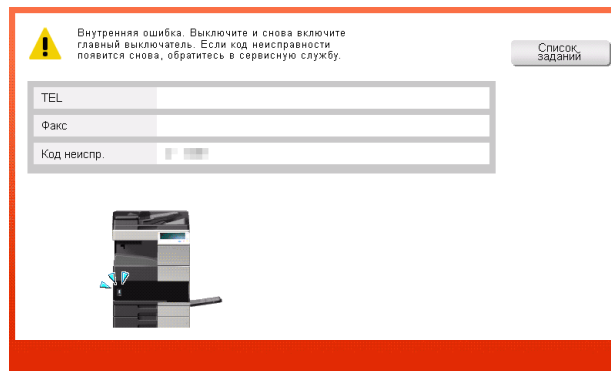 Внутренняя ошибка. Выключите и снова включите
главный выключатель. Если код неисправности
появится снова, обратитесь в сервисную службу.
Список
заданий
TEL
Факс
Код неиспр.